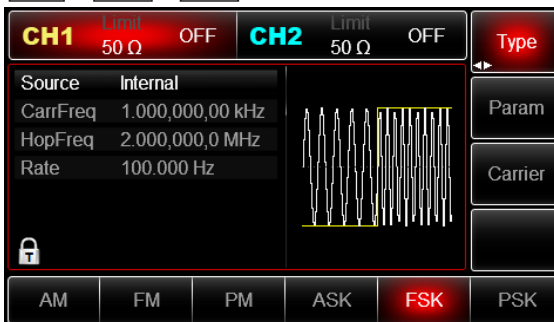 CH1 Limit 50 Ω OFF CH2 Limit 50 Ω OFF Type
Source Internal
CarrFreq 1.000,000,00 kHz
HopFreq 2.000,000,0 MHz
Rate 100.000 Hz
Param
Carrier
T
AM FM PM ASK FSK PSK